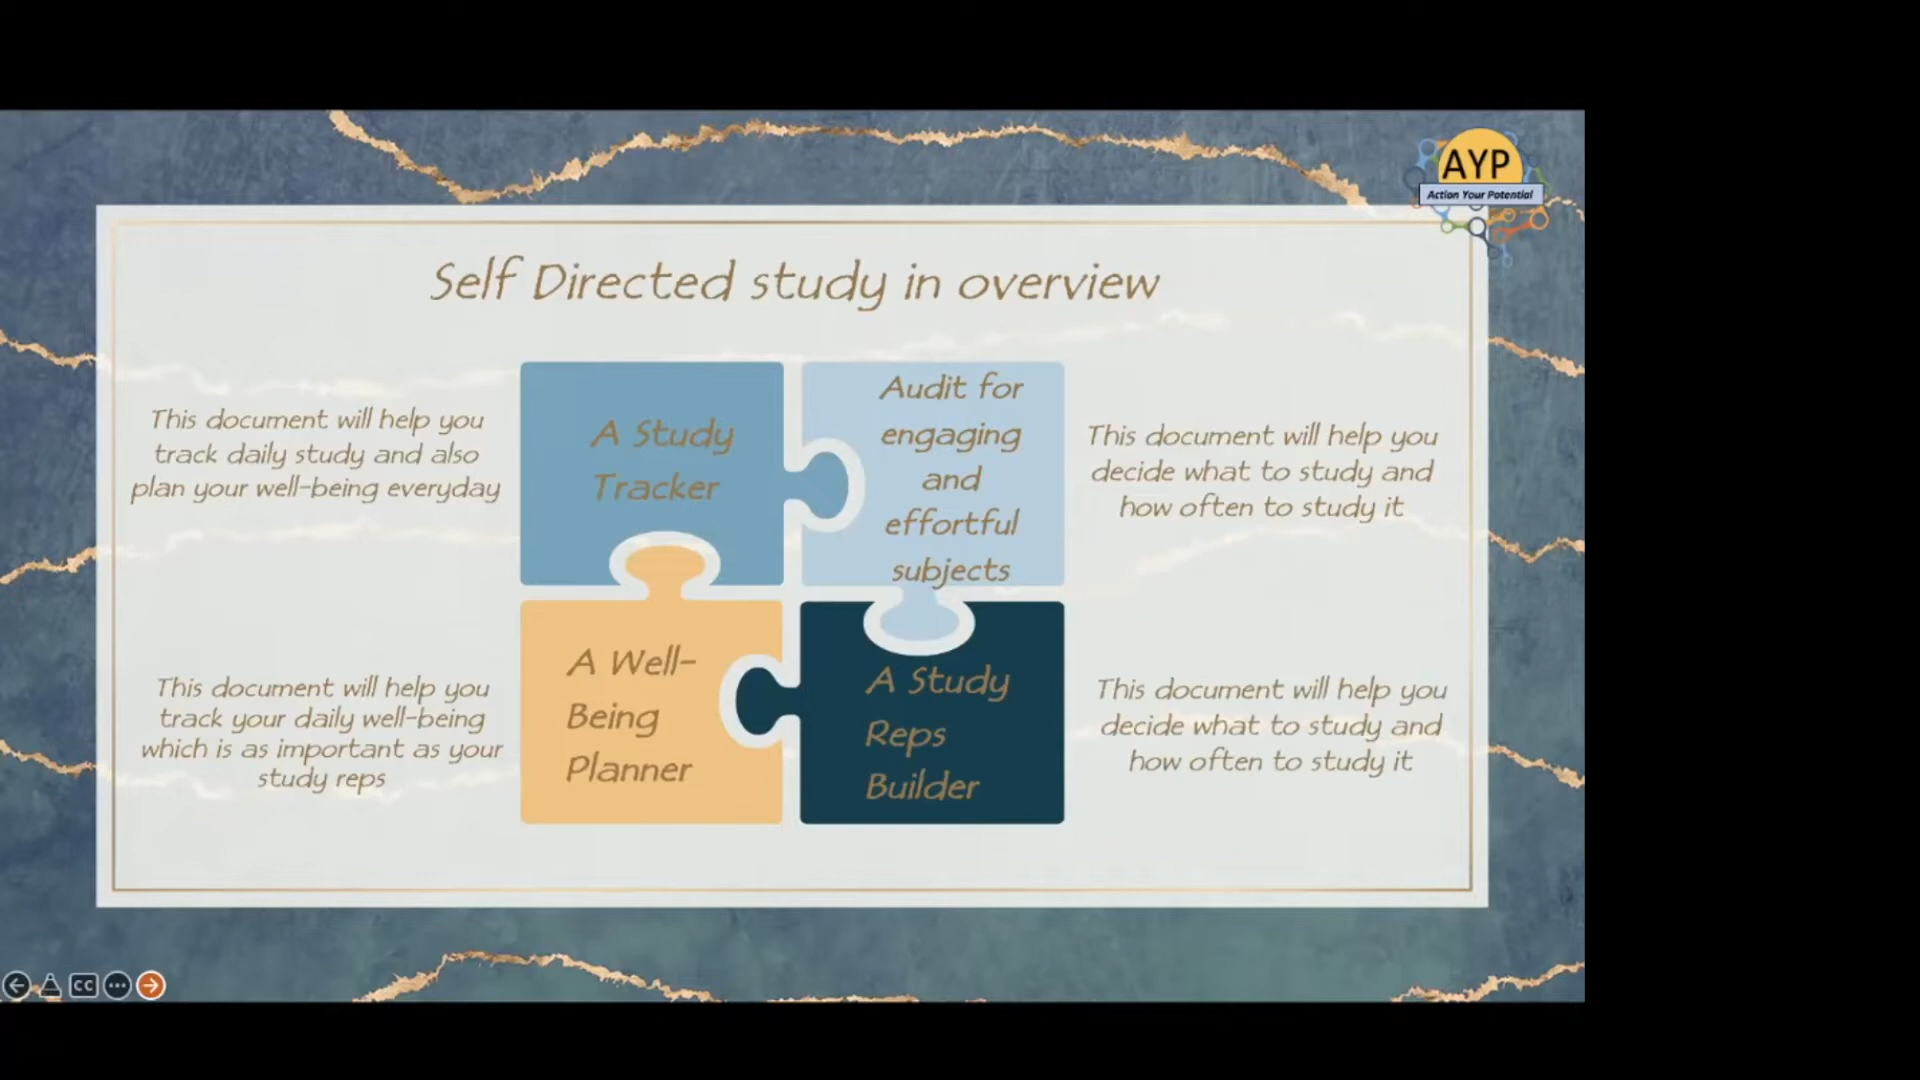 AYP
Action Your Potential
Self Directed study in overview
This document will help you
track daily study and also
plan your well-being everyday
A Study
Tracker
Audit for
engaging
and
effortful
subjects
This document will help you
decide what to study and
how often to study it
This document will help you
track your daily well-being
which is as important as your
study reps
A Well-
Being
Planner
A Study
Reps
Builder
This document will help you
decide what to study and
how often to study it
CC